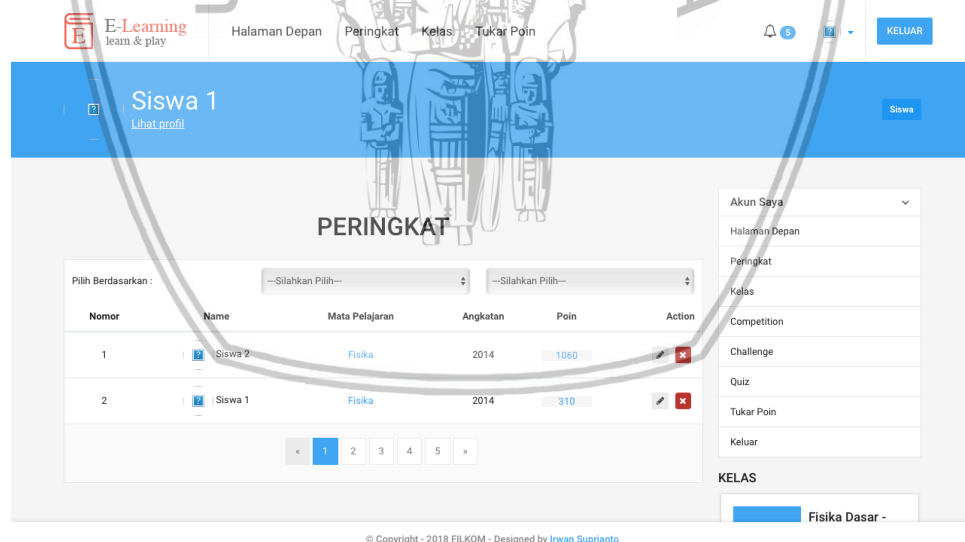 E E-Learning
learn & play
Halaman Depan Peringkat Kelas Tukar Poin
5
KELUAR
Siswa 1
Lihat profil
Siswa
PERINGKAT
Pilih Berdasarkan : ---Silahkan Pilih--- ---Silahkan Pilih---
Nomor Name Mata Pelajaran Angkatan Poin Action
1 Siswa 2 Fisika 2014 1060
2 Siswa 1 Fisika 2014 310
« 1 2 3 4 5 »
Akun Saya
Halaman Depan
Peringkat
Kelas
Competition
Challenge
Quiz
Tukar Poin
Keluar
KELAS
Fisika Dasar -
© Copyright - 2018 FILKOM - Designed by Irwan Suprianto